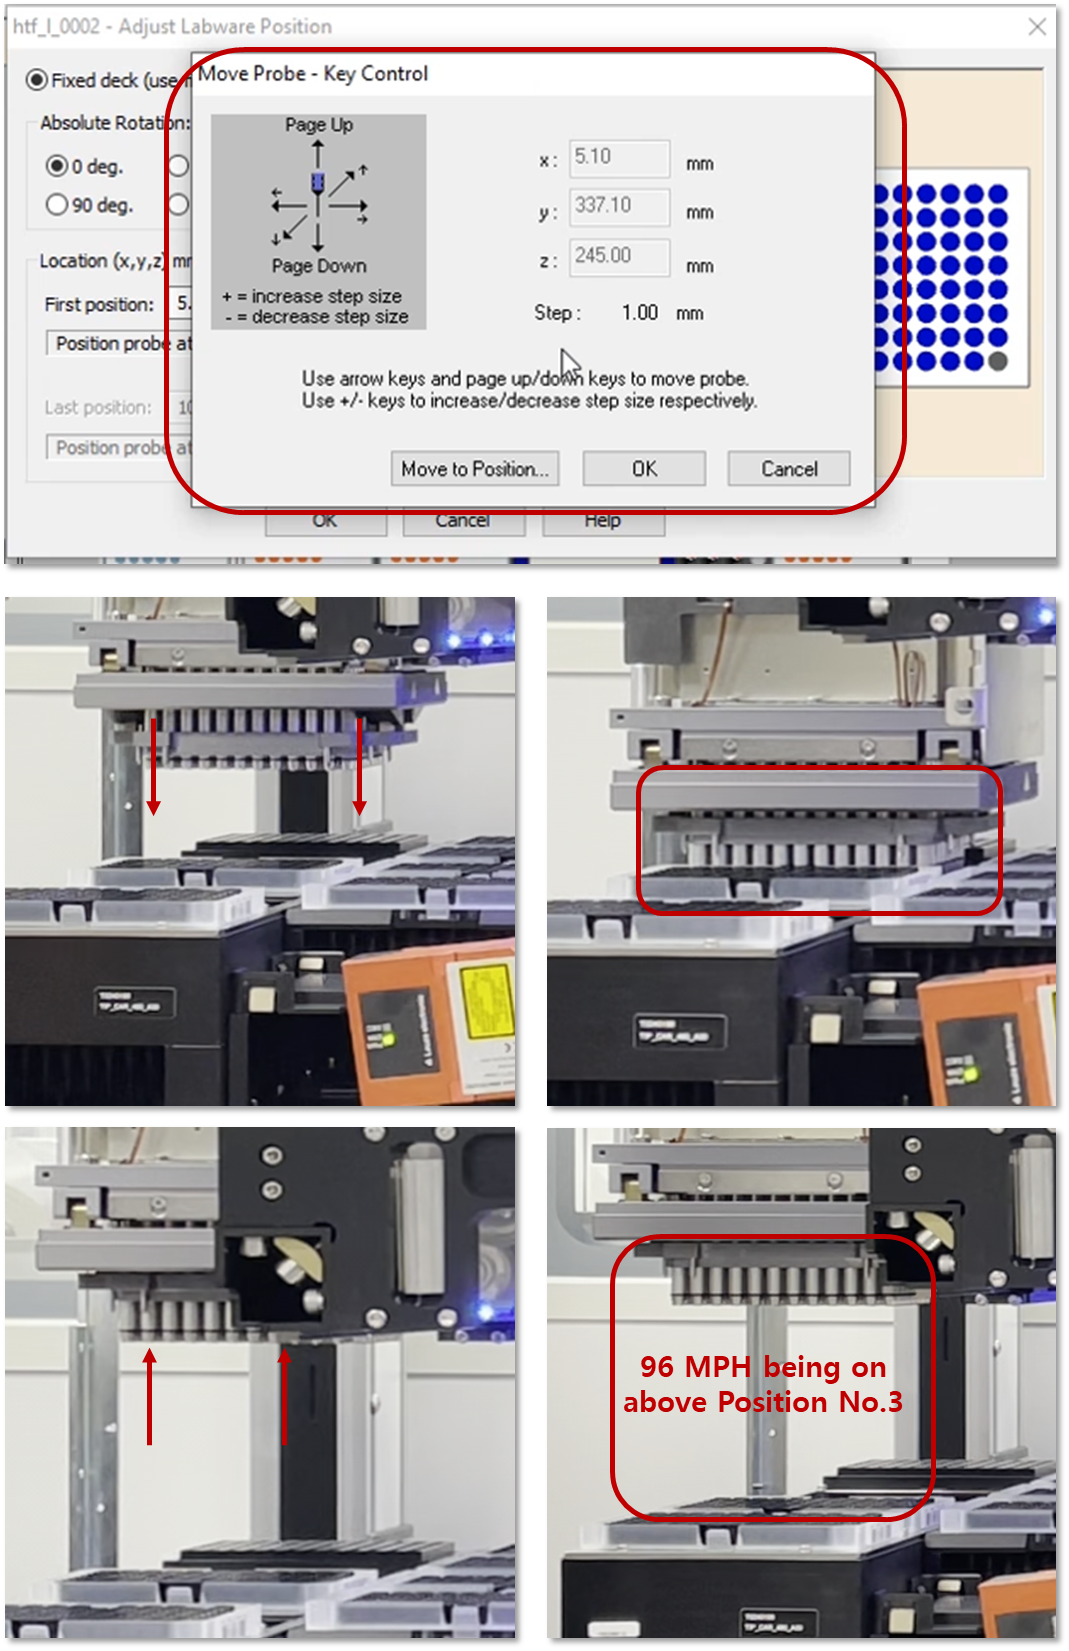 htf_l_0002 - Adjust Labware Position
Move Probe - Key Control
Fixed deck (use
Absolute Rotation:
0 deg.
90 deg.
Location (x,y,z) mm
First position: 5.
Position probe at
Last position: 10
Position probe at
Page Up
Page Down
+ = increase step size
- = decrease step size
x : 5.10 mm
y : 337.10 mm
z : 245.00 mm
Step : 1.00 mm
Use arrow keys and page up/down keys to move probe.
Use +/- keys to increase/decrease step size respectively.
Move to Position... OK Cancel
OK Cancel Help
96 MPH being on
above Position No.3